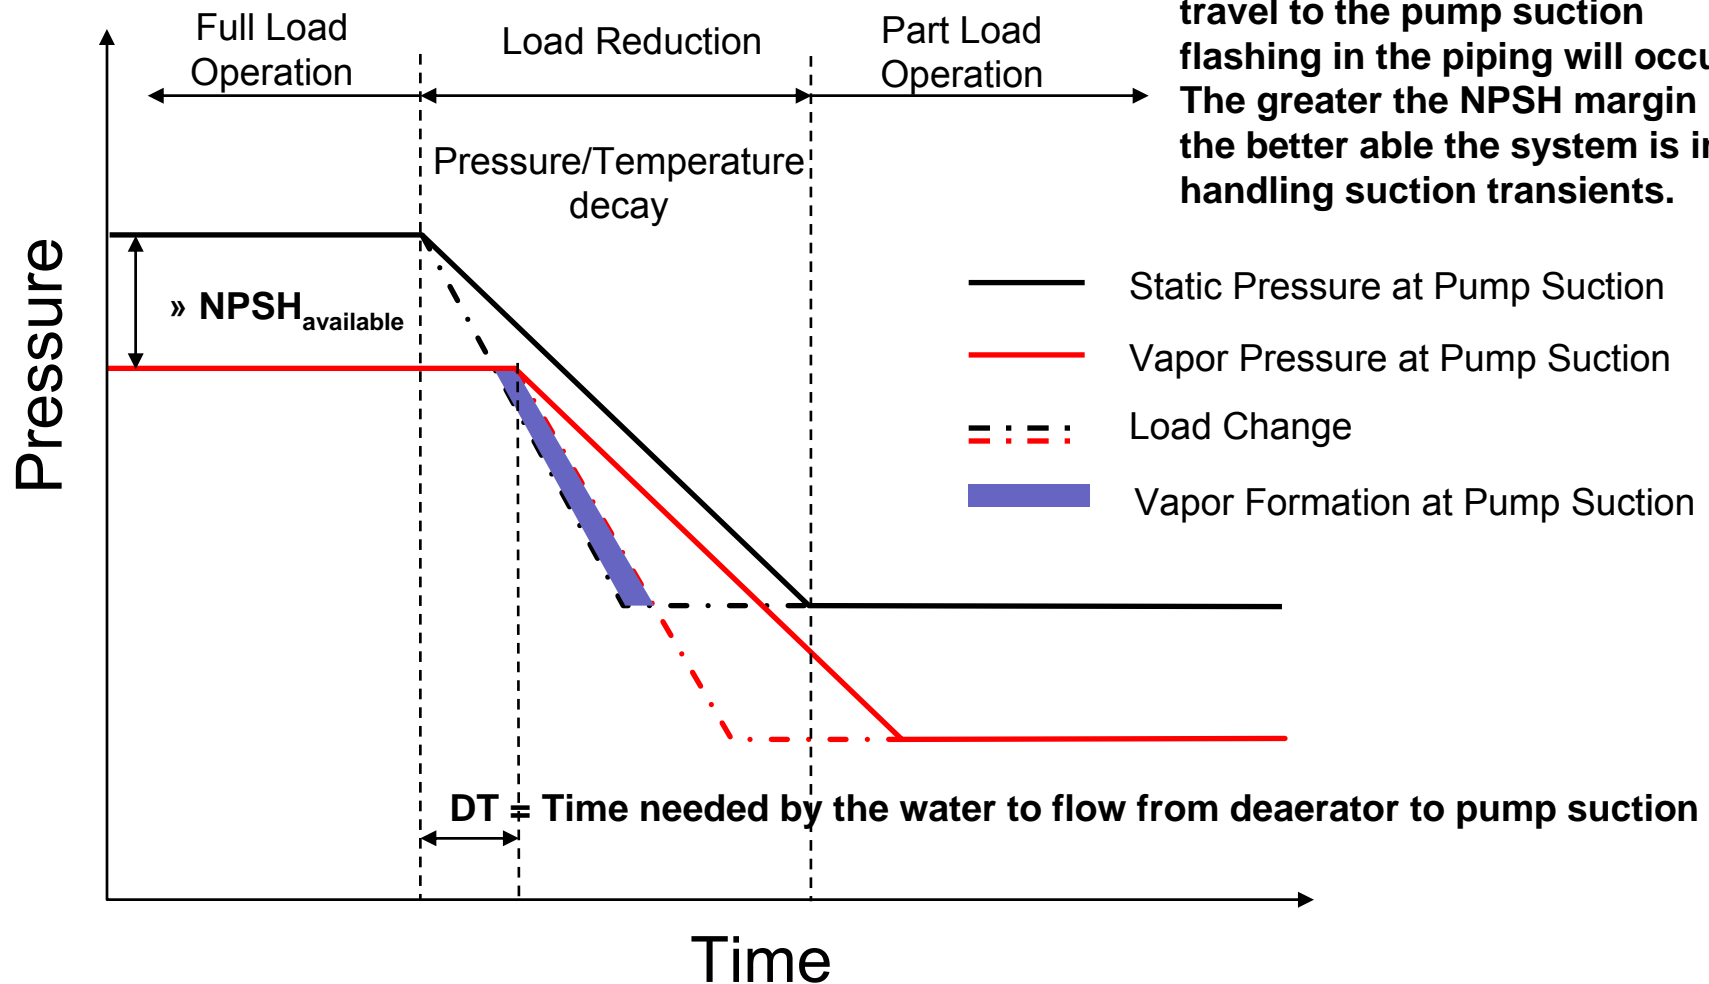 Full Load
Operation
Load Reduction
Part Load
Operation
travel to the pump suction
flashing in the piping will
The greater the NPSH margin
the better able the system is
handling suction transients.
Pressure/Temperature
decay
Pressure
» NPSHavailable
Static Pressure at Pump Suction
Vapor Pressure at Pump Suction
Load Change
Vapor Formation at Pump Suction
DT = Time needed by the water to flow from deaerator to pump suction
Time